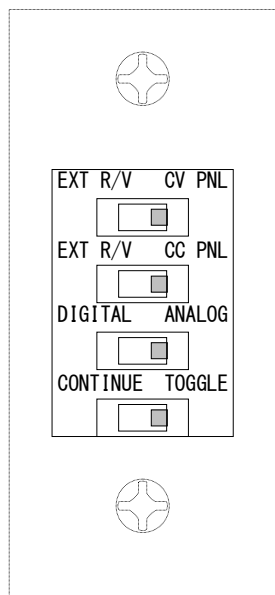 EXT R/V CV PNL
EXT R/V CC PNL
DIGITAL ANALOG
CONTINUE TOGGLE